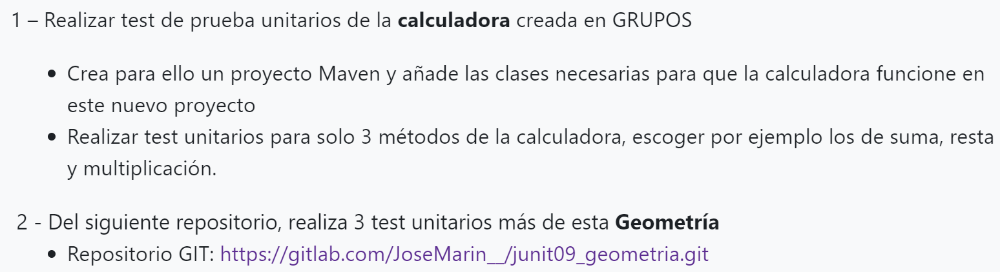 1 – Realizar test de prueba unitarios de la calculadora creada en GRUPOS
• Crea para ello un proyecto Maven y añade las clases necesarias para que la calculadora funcione en
este nuevo proyecto
• Realizar test unitarios para solo 3 métodos de la calculadora, escoger por ejemplo los de suma, resta
y multiplicación.
2 - Del siguiente repositorio, realiza 3 test unitarios más de esta Geometría
• Repositorio GIT: https://gitlab.com/JoseMarin__/junit09_geometria.git